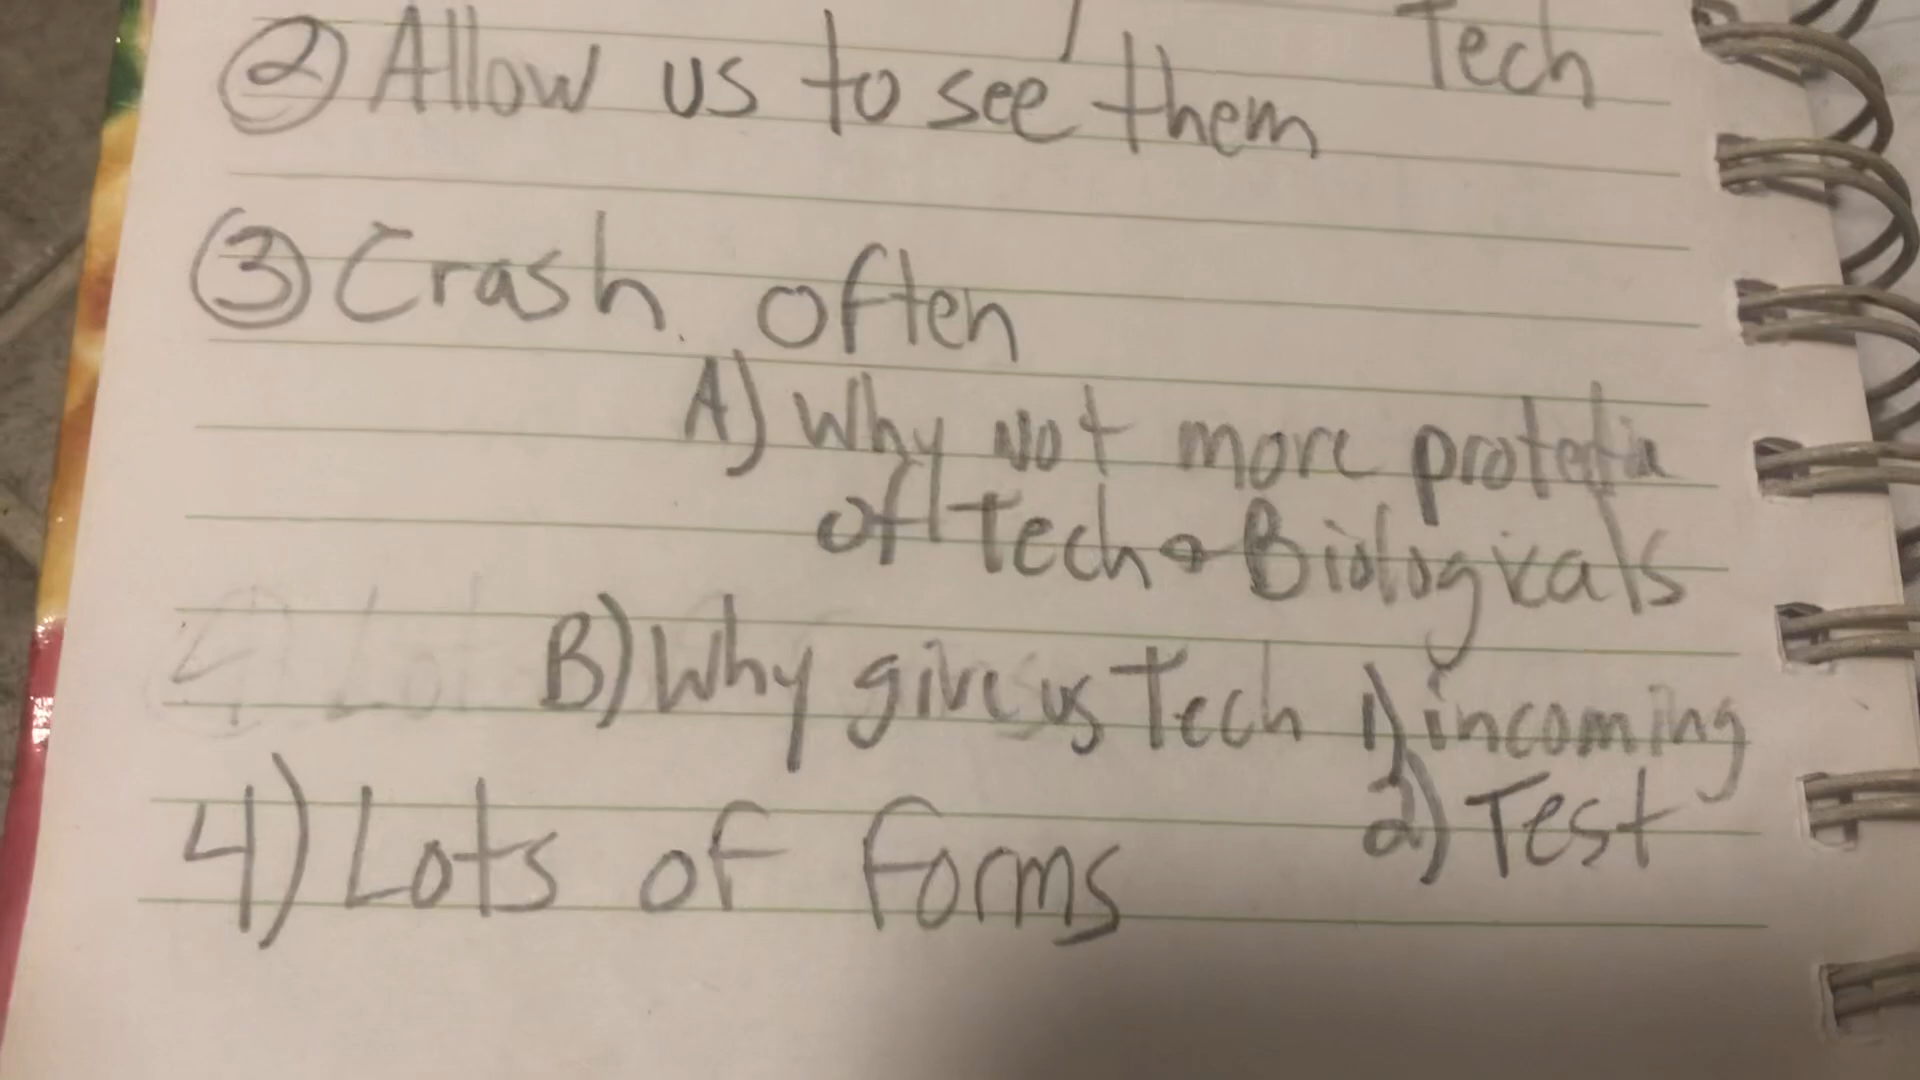 Tech
② Allow us to see them
③ Crash often
A) Why Not more
of Tech + Biologicals
B) Why give us Tech 1) incoming
2) Test
4) Lots of forms